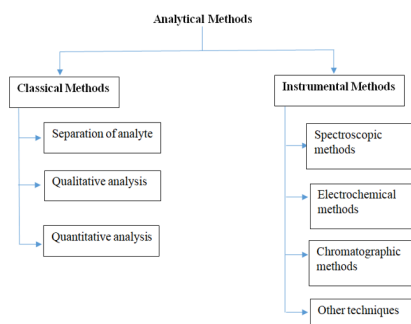 Analytical Methods
Classical Methods
Separation of analyte
Qualitative analysis
Quantitative analysis
Instrumental Methods
Spectroscopic
methods
Electrochemical
methods
Chromatographic
methods
Other techniques